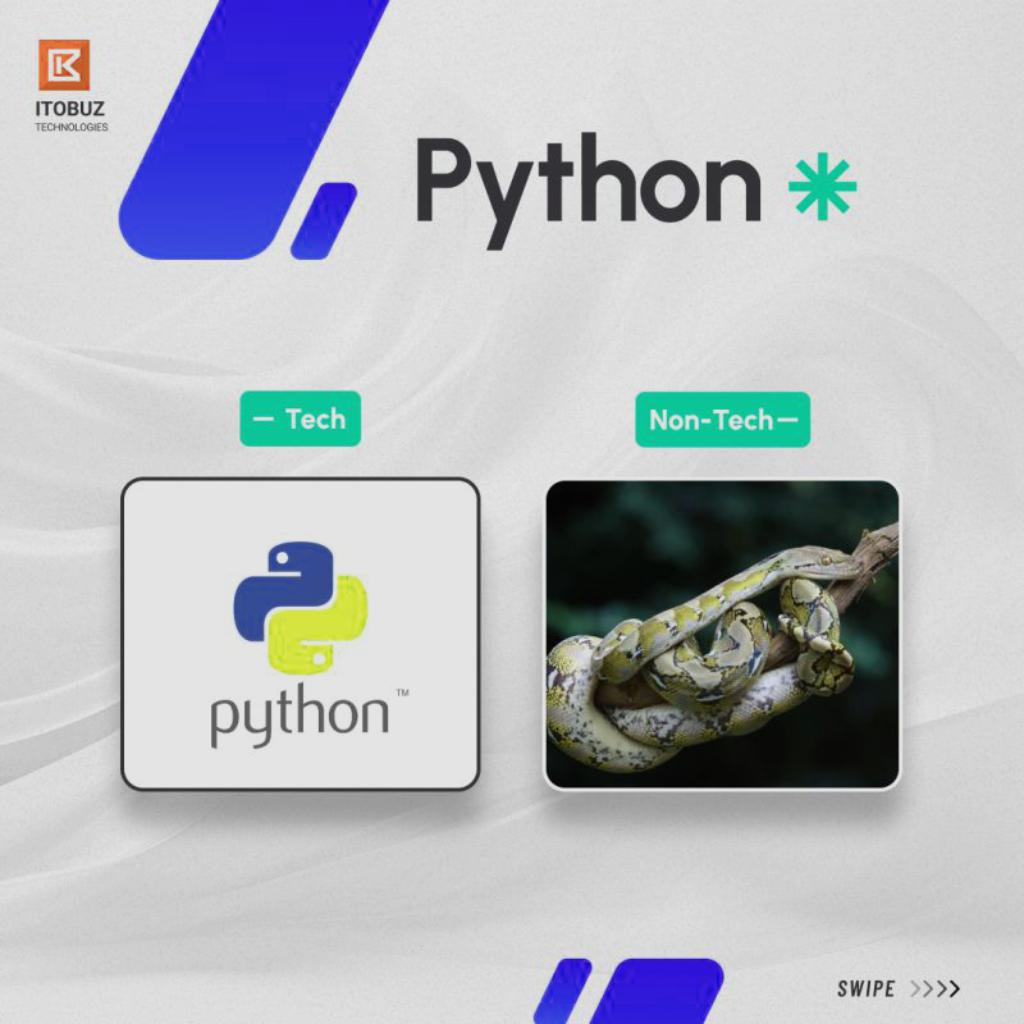 ITOBUZ
TECHNOLOGIES
Python
– Tech
Non-Tech–
python™
SWIPE >>>>